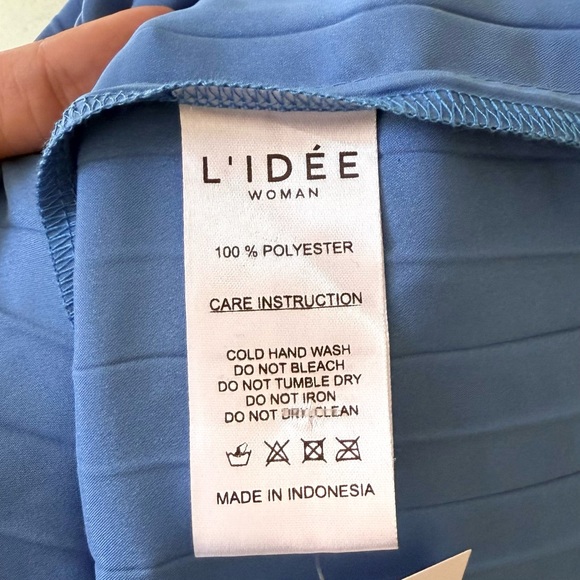 L'IDÉE
WOMAN
100 % POLYESTER
CARE INSTRUCTION
COLD HAND WASH
DO NOT BLEACH
DO NOT TUMBLE DRY
DO NOT IRON
DO NOT DRY CLEAN
MADE IN INDONESIA